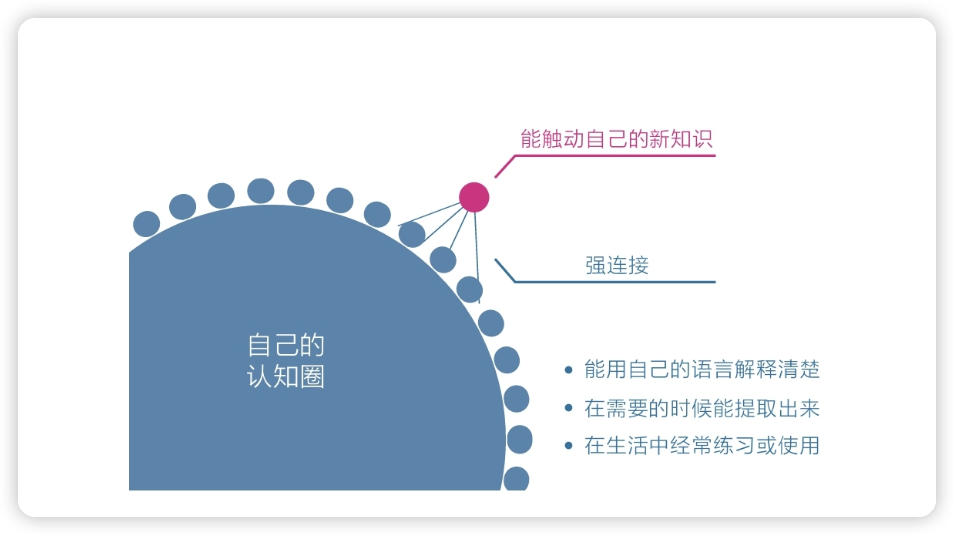 能触动自己的新知识
强连接
自己的
认知圈
能用自己的语言解释清楚
在需要的时候能提取出来
在生活中经常练习或使用